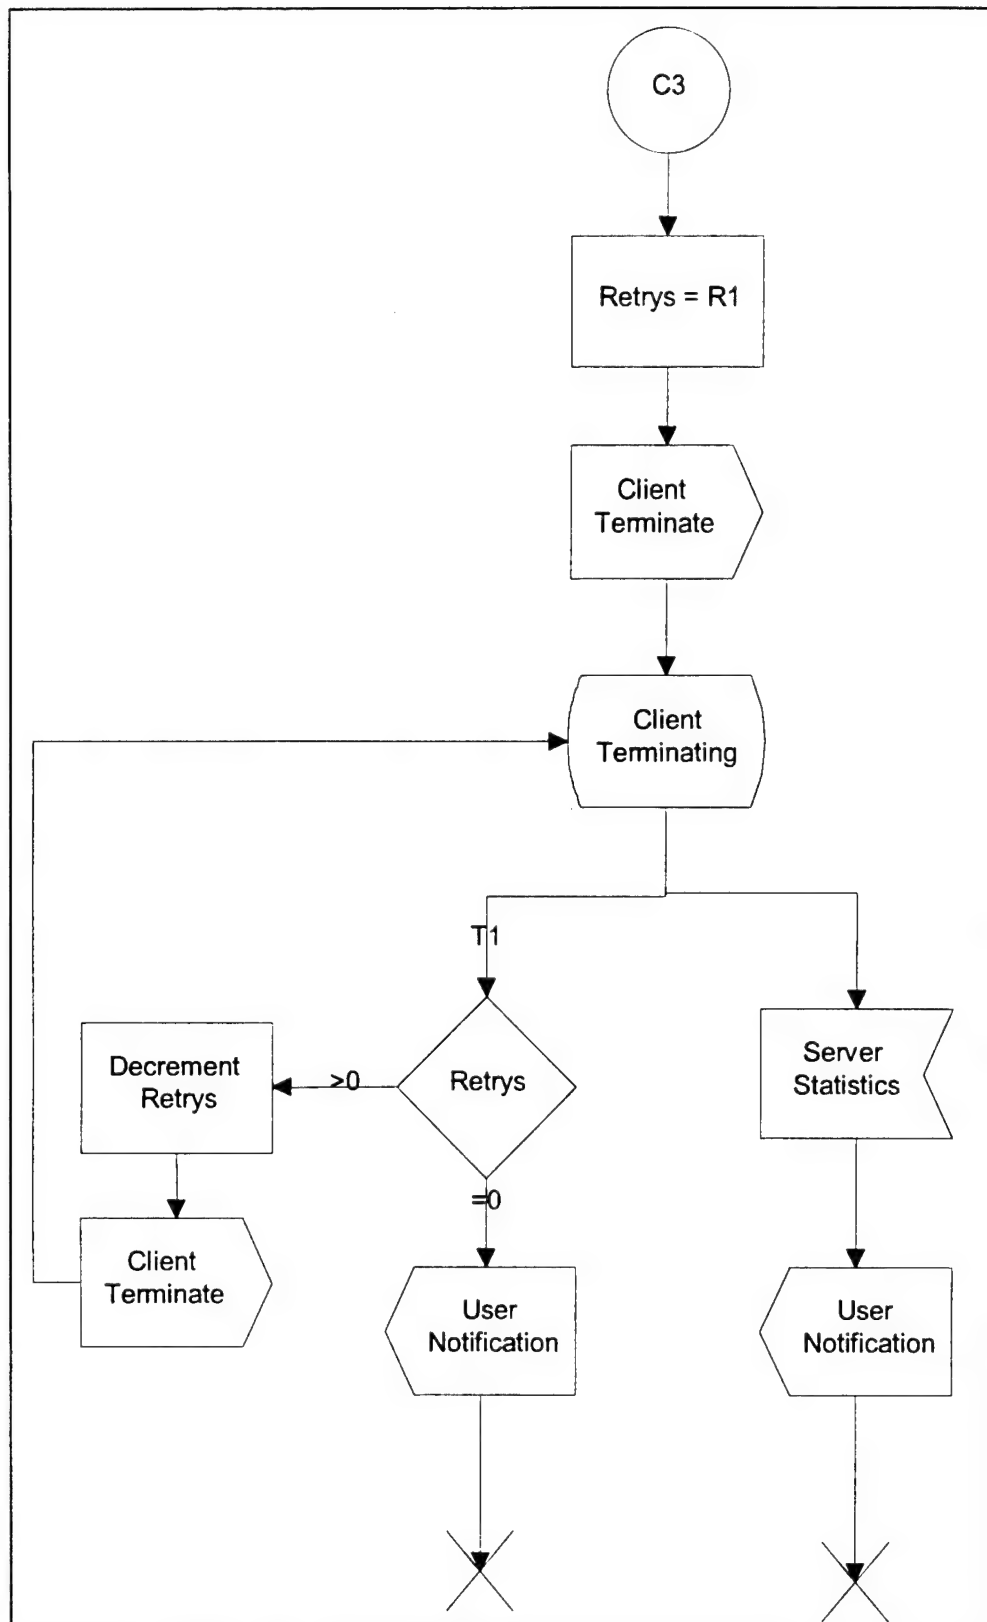 C3
Retrys = R1
Client
Terminate
Client
Terminating
T1
Decrement
Retrys
>0
Retrys
Server
Statistics
=0
Client
Terminate
User
Notification
User
Notification